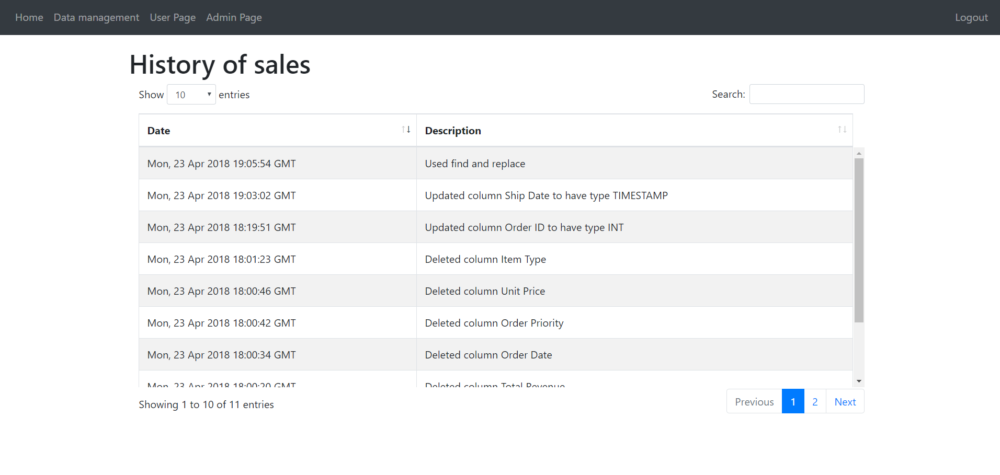 Home Data management User Page Admin Page Logout
History of sales
Show 10 entries Search:
Date Description
Mon, 23 Apr 2018 19:05:54 GMT Used find and replace
Mon, 23 Apr 2018 19:03:02 GMT Updated column Ship Date to have type TIMESTAMP
Mon, 23 Apr 2018 18:19:51 GMT Updated column Order ID to have type INT
Mon, 23 Apr 2018 18:01:23 GMT Deleted column Item Type
Mon, 23 Apr 2018 18:00:46 GMT Deleted column Unit Price
Mon, 23 Apr 2018 18:00:42 GMT Deleted column Order Priority
Mon, 23 Apr 2018 18:00:34 GMT Deleted column Order Date
Mon, 23 Apr 2018 18:00:20 GMT Deleted column Total Revenue
Showing 1 to 10 of 11 entries Previous 1 2 Next